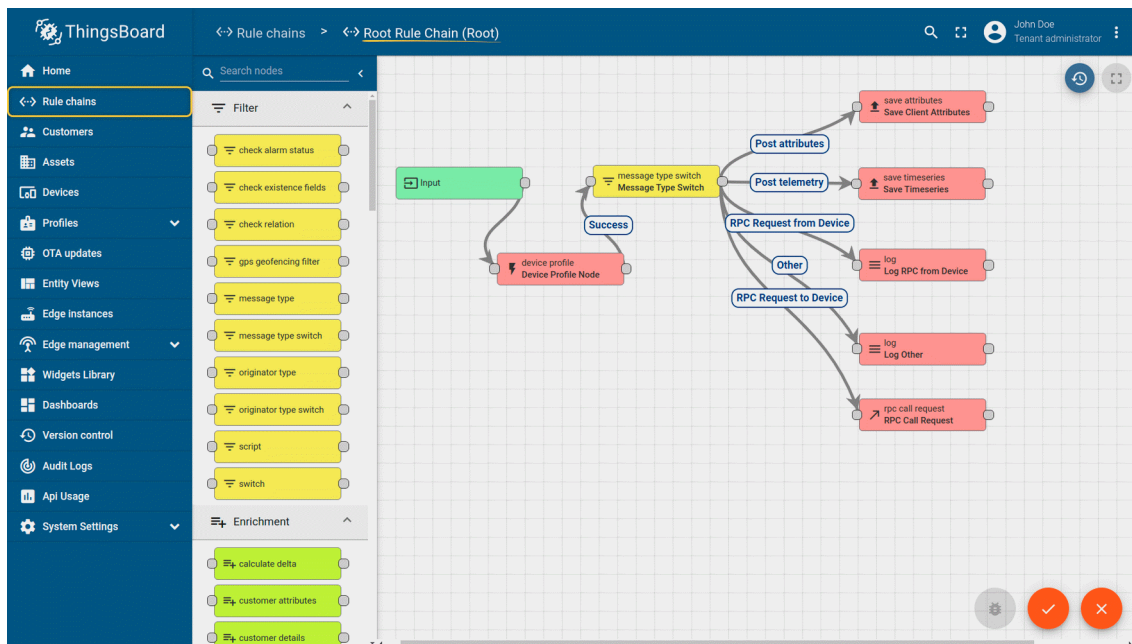 ThingsBoard
Rule chains > Root Rule Chain (Root)
John Doe
Tenant administrator
Home
Rule chains
Customers
Assets
Devices
Profiles
OTA updates
Entity Views
Edge instances
Edge management
Widgets Library
Dashboards
Version control
Audit Logs
Api Usage
System Settings
Search nodes
Filter
check alarm status
check existence fields
check relation
gps geofencing filter
message type
message type switch
originator type
originator type switch
script
switch
Enrichment
calculate delta
customer attributes
customer details
Input
device profile
Device Profile Node
Success
message type switch
Message Type Switch
Post attributes
Post telemetry
RPC Request from Device
Other
RPC Request to Device
save attributes
Save Client Attributes
save timeseries
Save Timeseries
log
Log RPC from Device
log
Log Other
rpc call request
RPC Call Request